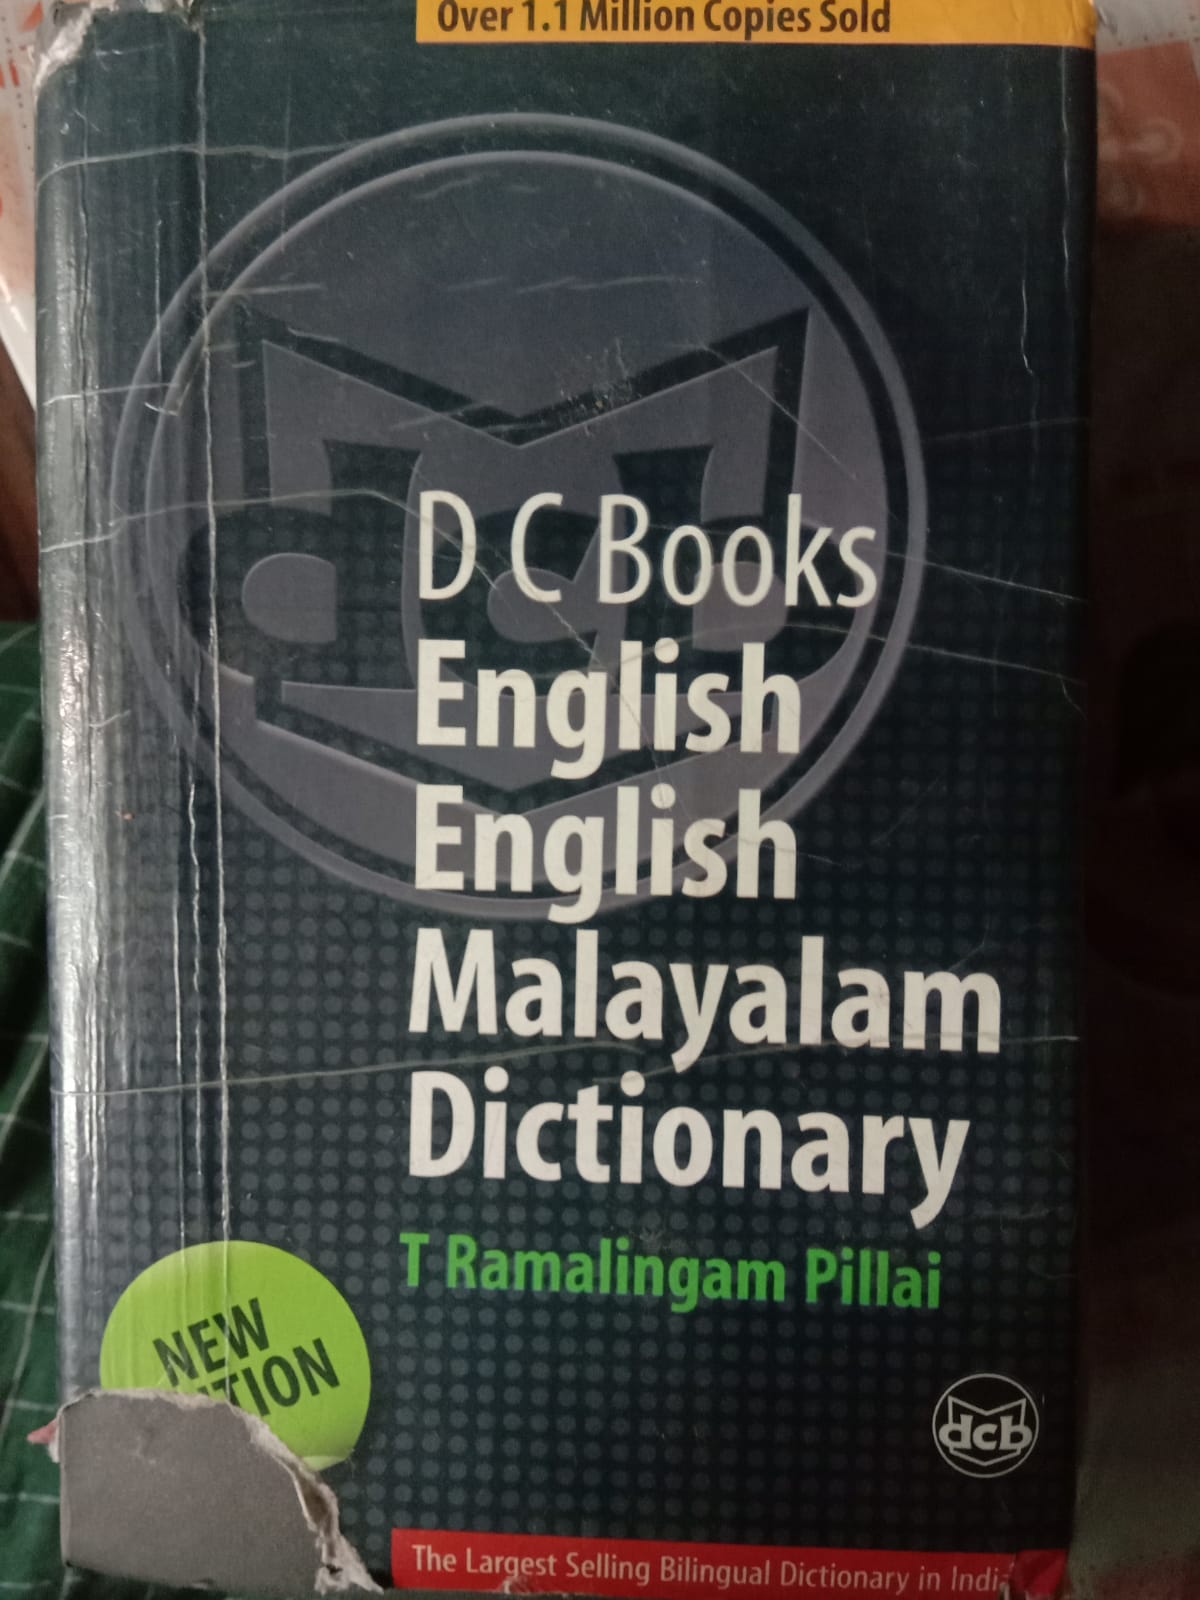 Over 1.1 Million Copies Sold
D C Books
English
English
Malayalam
Dictionary
T Ramalingam Pillai
NEW
dcb
The Largest Selling Bilingual Dictionary in